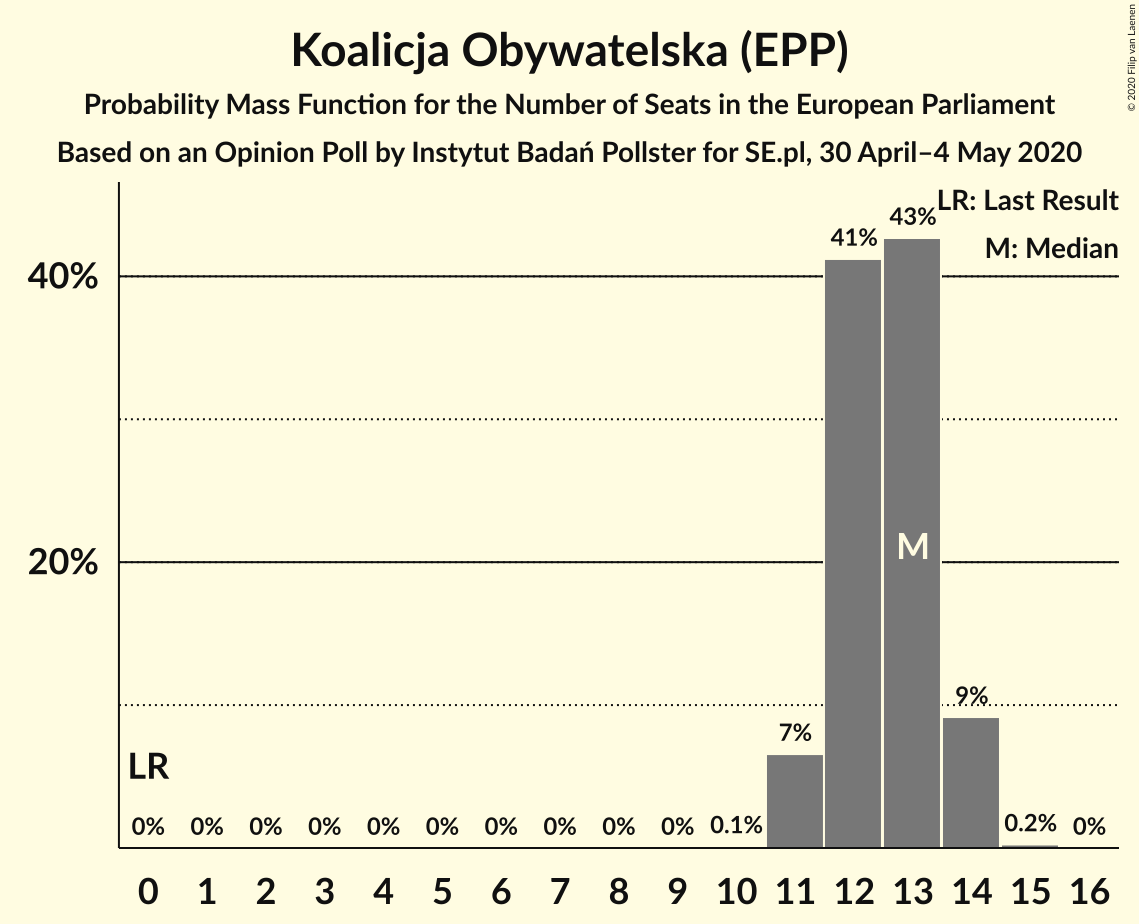 Koalicja Obywatelska (EPP)
Probability Mass Function for the Number of Seats in the European Parliament
Based on an Opinion Poll by Instytut Badań Pollster for SE.pl, 30 April–4 May 2020
© 2020 Filip van Laenen
LR: Last Result
M: Median
40%
20%
LR
M
0% 0% 0% 0% 0% 0% 0% 0% 0% 0% 0.1% 7% 41% 43% 9% 0.2% 0%
0 1 2 3 4 5 6 7 8 9 10 11 12 13 14 15 16